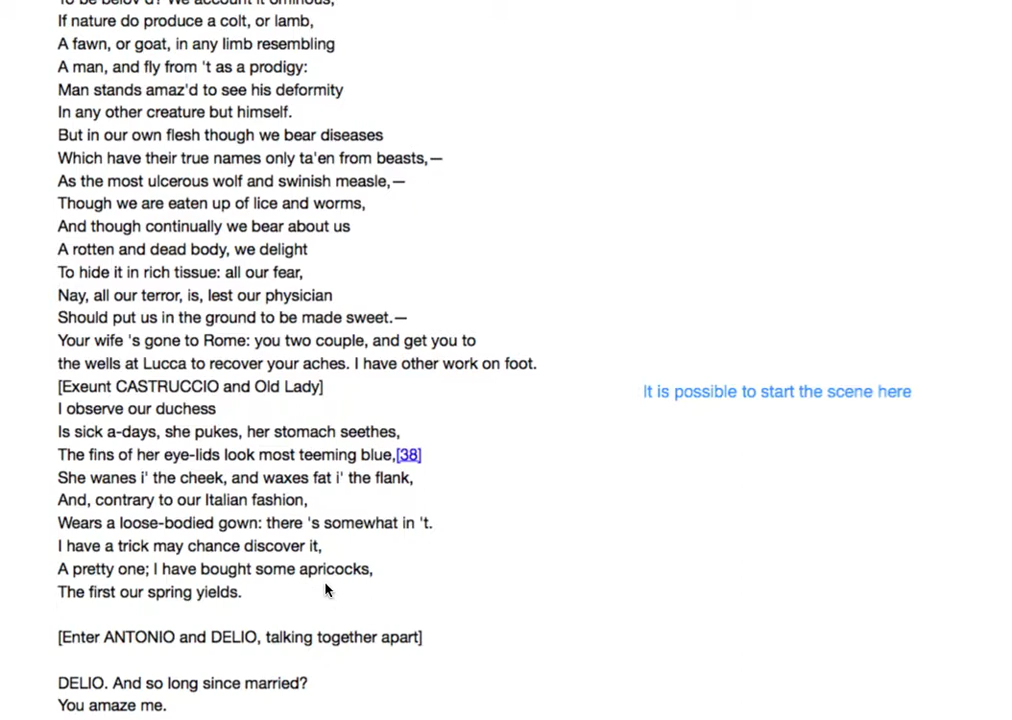 To be belov'd? We account it ominous,
If nature do produce a colt, or lamb,
A fawn, or goat, in any limb resembling
A man, and fly from 't as a prodigy:
Man stands amaz'd to see his deformity
In any other creature but himself.
But in our own flesh though we bear diseases
Which have their true names only ta'en from beasts,—
As the most ulcerous wolf and swinish measle,—
Though we are eaten up of lice and worms,
And though continually we bear about us
A rotten and dead body, we delight
To hide it in rich tissue: all our fear,
Nay, all our terror, is, lest our physician
Should put us in the ground to be made sweet.—
Your wife 's gone to Rome: you two couple, and get you to
the wells at Lucca to recover your aches. I have other work on foot.
[Exeunt CASTRUCCIO and Old Lady]
It is possible to start the scene here
I observe our duchess
Is sick a-days, she pukes, her stomach seethes,
The fins of her eye-lids look most teeming blue,[38]
She wanes i' the cheek, and waxes fat i' the flank,
And, contrary to our Italian fashion,
Wears a loose-bodied gown: there 's somewhat in 't.
I have a trick may chance discover it,
A pretty one; I have bought some apricocks,
The first our spring yields.
[Enter ANTONIO and DELIO, talking together apart]
DELIO. And so long since married?
You amaze me.